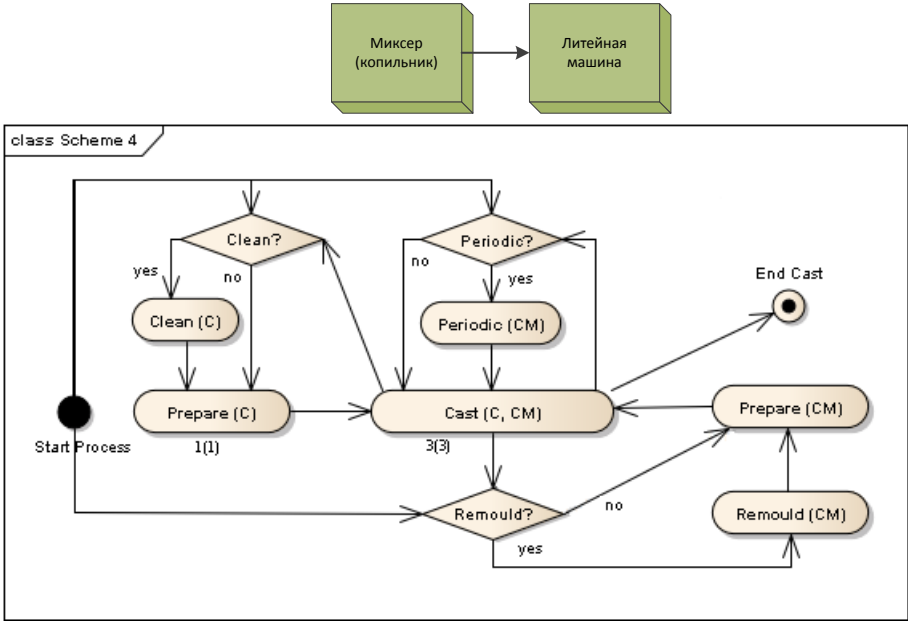 Миксер
(копильник)
Литейная
машина
class Scheme 4
Clean?
Periodic?
yes
no
no
yes
End Cast
Clean (C)
Periodic (CM)
Prepare (C)
Cast (C, CM)
Prepare (CM)
Start Process
1(1)
3(3)
Remould?
no
Remould (CM)
yes